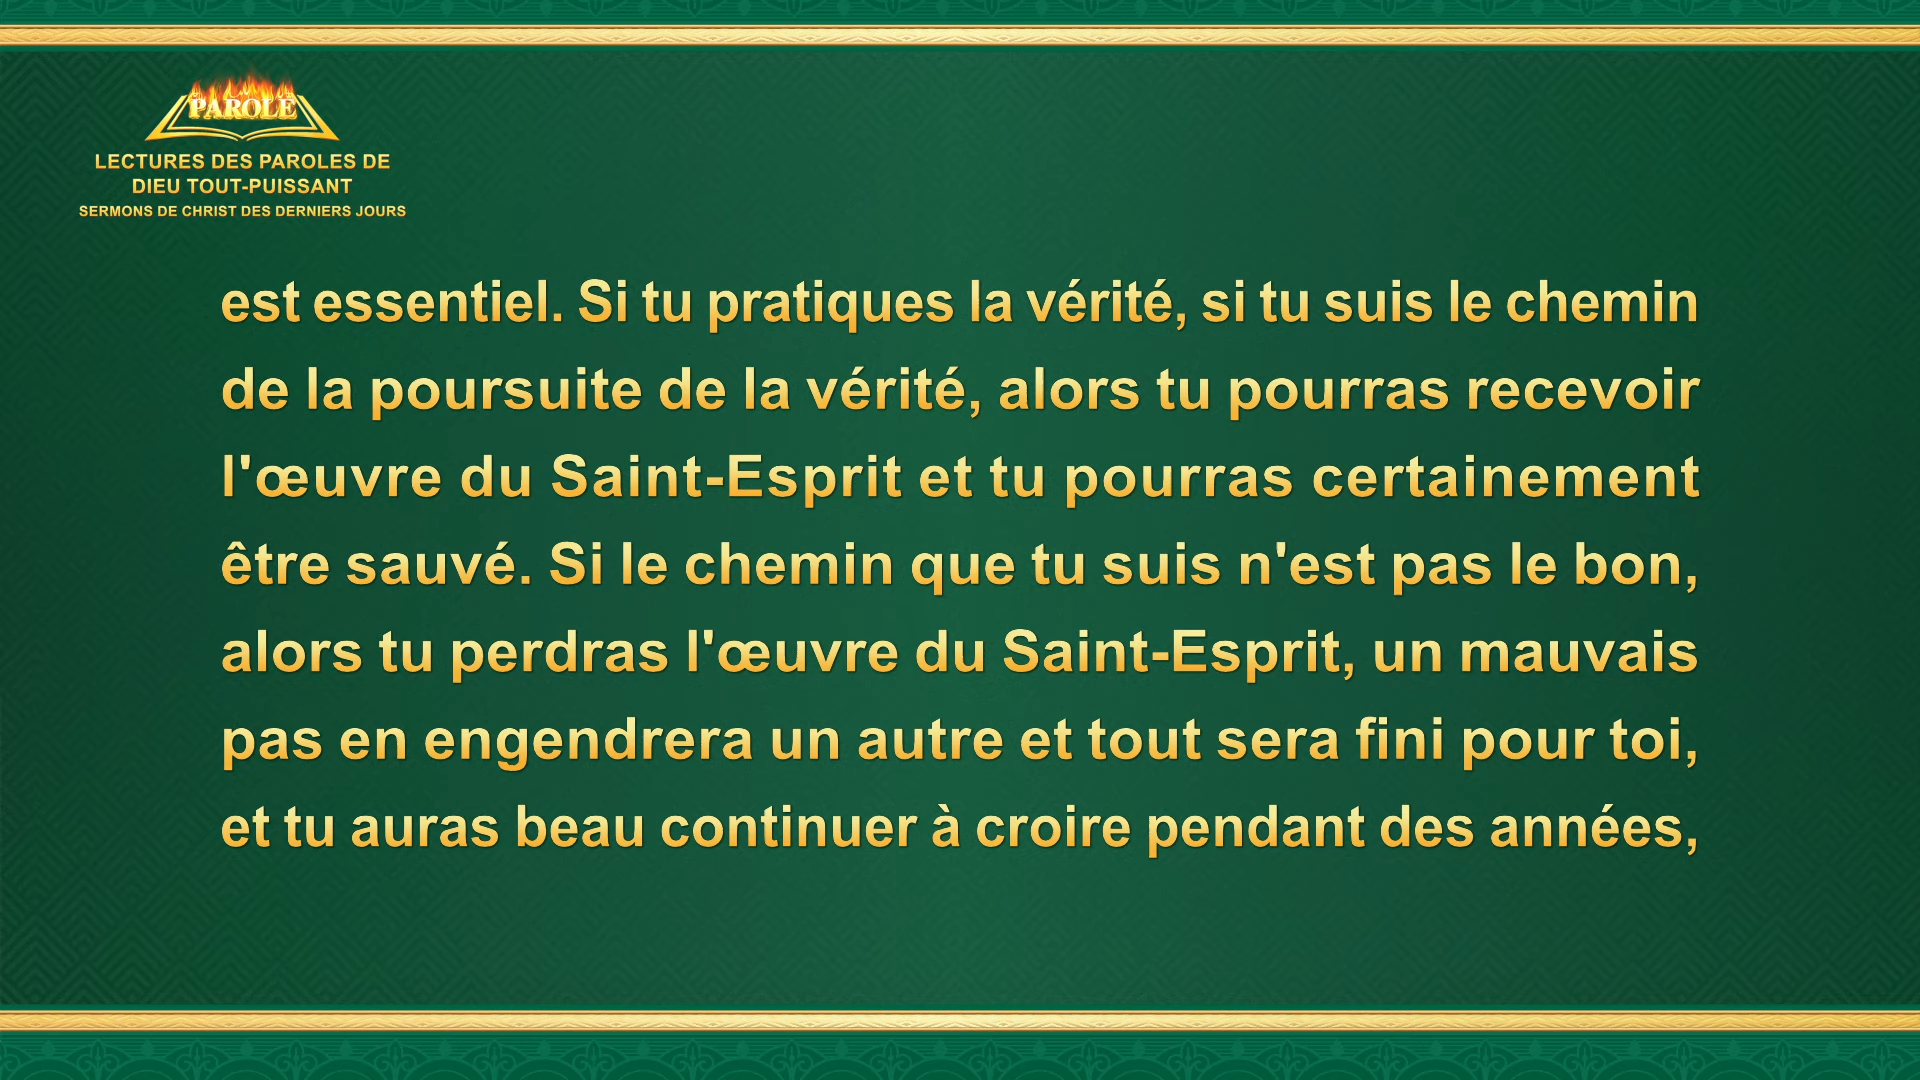 PAROLE
LECTURES DES PAROLES DE
DIEU TOUT-PUISSANT
SERMONS DE CHRIST DES DERNIERS JOURS
est essentiel. Si tu pratiques la vérité, si tu suis le chemin
de la poursuite de la vérité, alors tu pourras recevoir
l'œuvre du Saint-Esprit et tu pourras certainement
être sauvé. Si le chemin que tu suis n'est pas le bon,
alors tu perdras l'œuvre du Saint-Esprit, un mauvais
pas en engendrera un autre et tout sera fini pour toi,
et tu auras beau continuer à croire pendant des années,